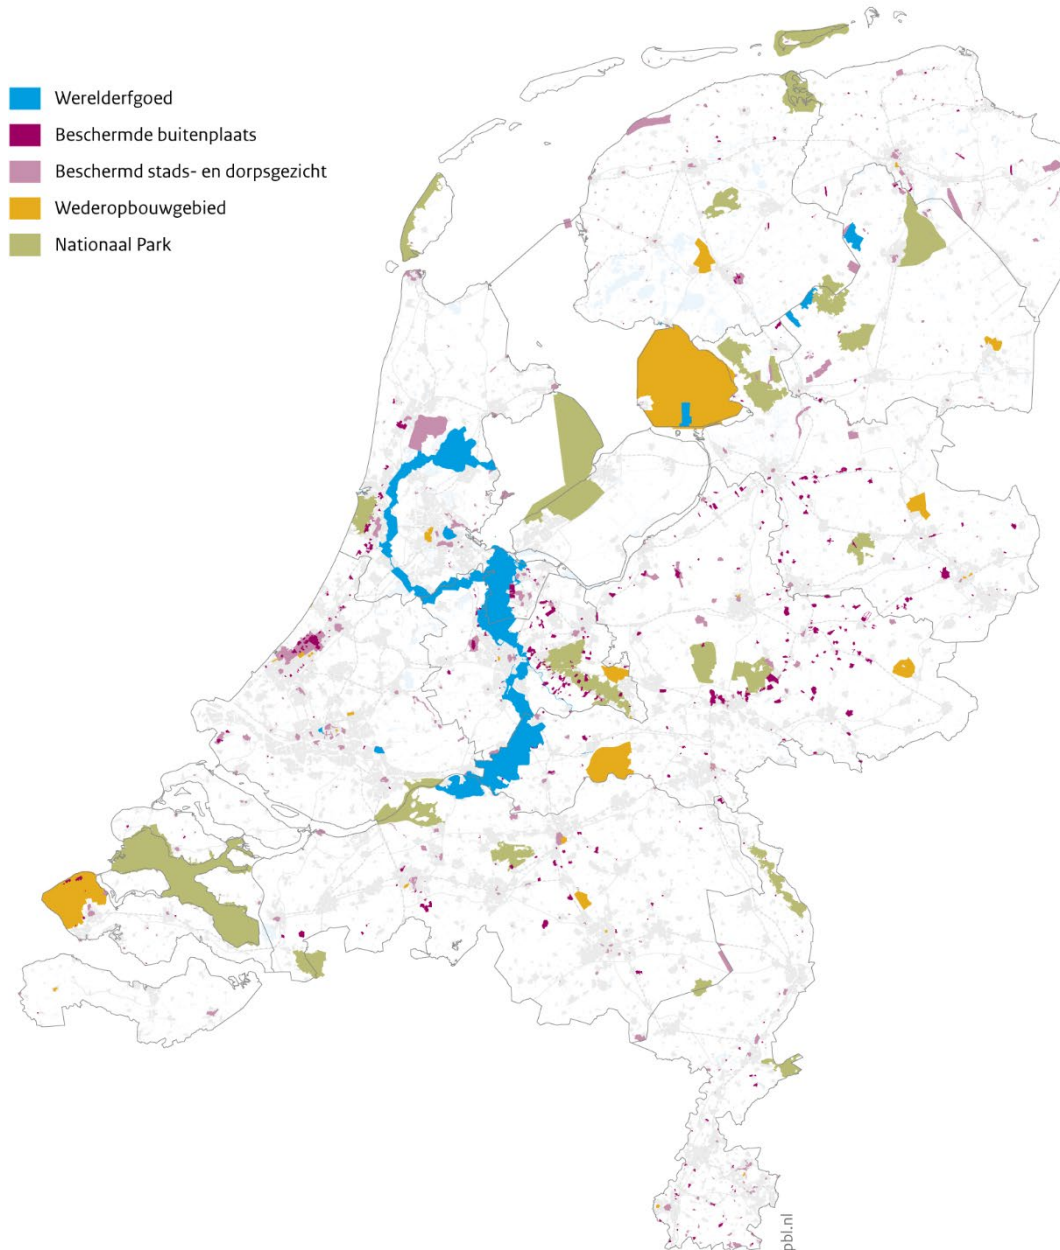 Werelderfgoed
Beschermde buitenplaats
Beschermd stads- en dorpsgezicht
Wederopbouwgebied
Nationaal Park
pbl.nl